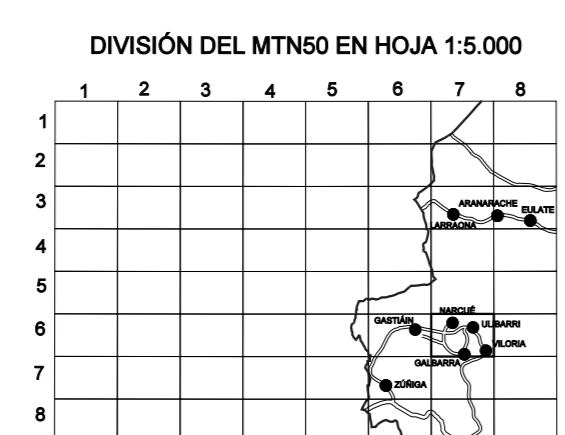 DIVISIÓN DEL MTN50 EN HOJA 1:5.000
1 2 3 4 5 6 7 8
1
2
3
ARANARACHE
EULATE
LARRAONA
4
5
NARCUÉ
GASTIÁIN
ULIBARRI
6
VILORIA
GALBARRA
7
ZÚÑIGA
8